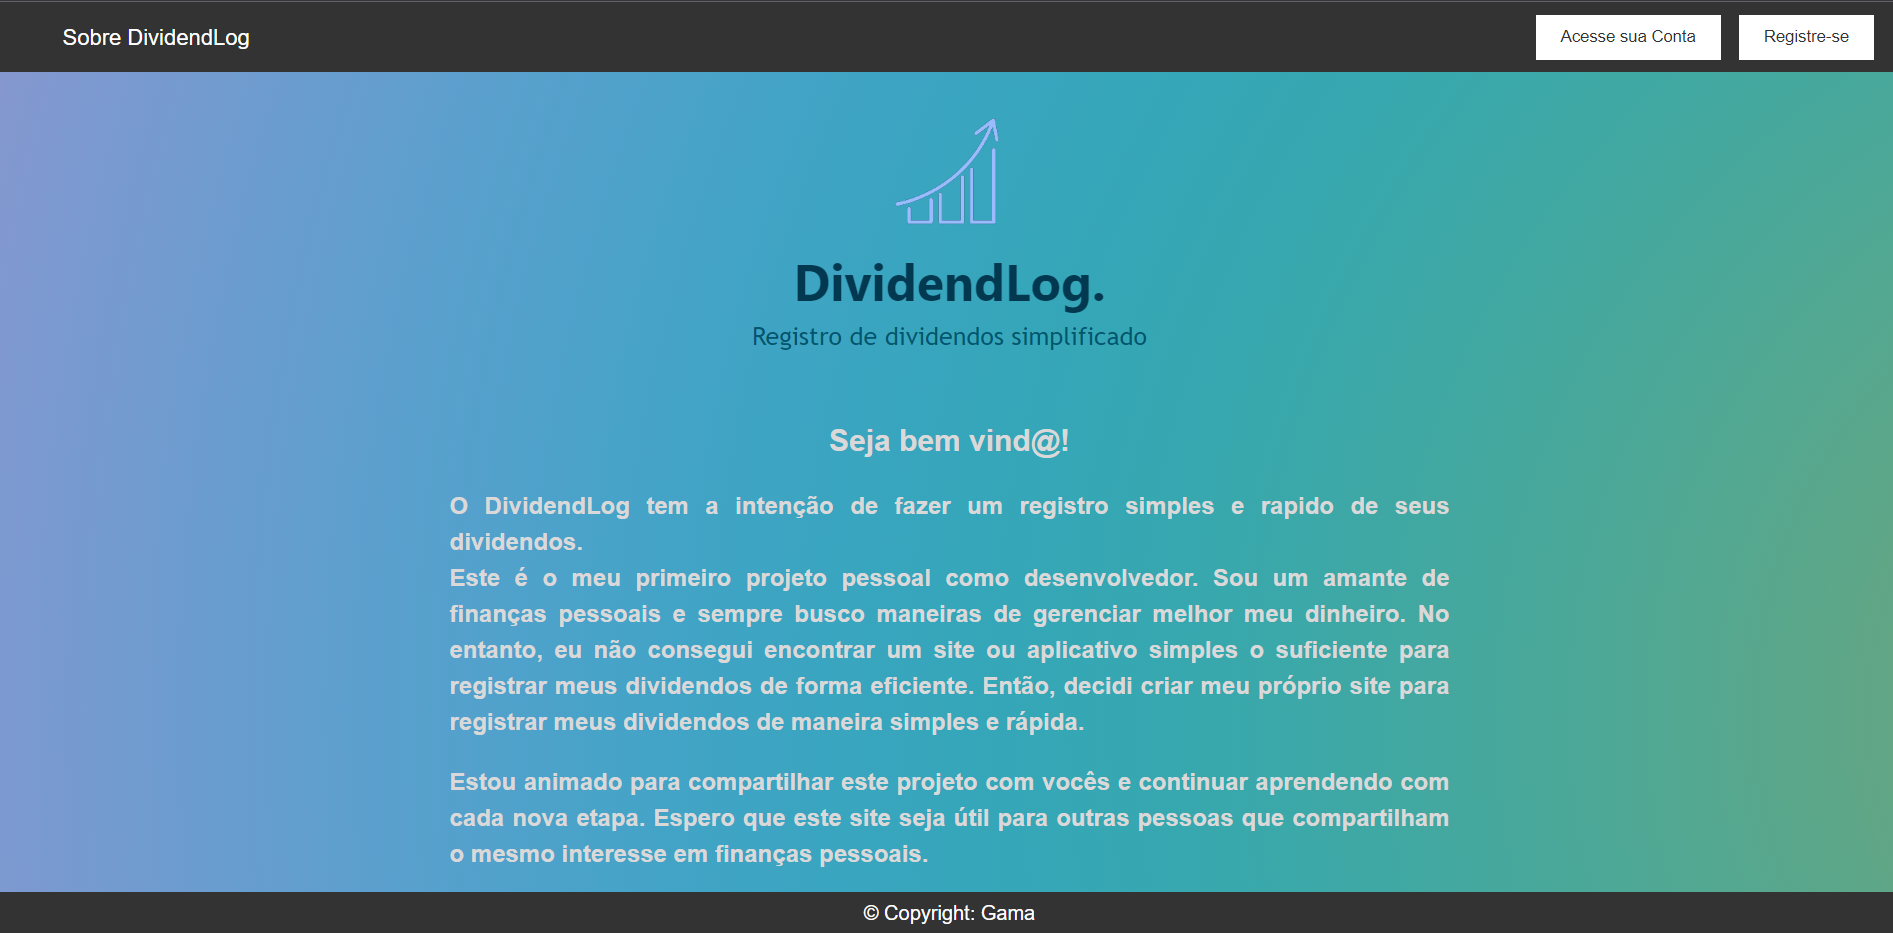 Sobre DividendLog
Acesse sua Conta
Registre-se
DividendLog.
Registro de dividendos simplificado
Seja bem vind@!
O DividendLog tem a intenção de fazer um registro simples e rapido de seus
dividendos.
Este é o meu primeiro projeto pessoal como desenvolvedor. Sou um amante de
finanças pessoais e sempre busco maneiras de gerenciar melhor meu dinheiro. No
entanto, eu não consegui encontrar um site ou aplicativo simples o suficiente para
registrar meus dividendos de forma eficiente. Então, decidi criar meu próprio site para
registrar meus dividendos de maneira simples e rápida.
Estou animado para compartilhar este projeto com vocês e continuar aprendendo com
cada nova etapa. Espero que este site seja útil para outras pessoas que compartilham
o mesmo interesse em finanças pessoais.
© Copyright: Gama